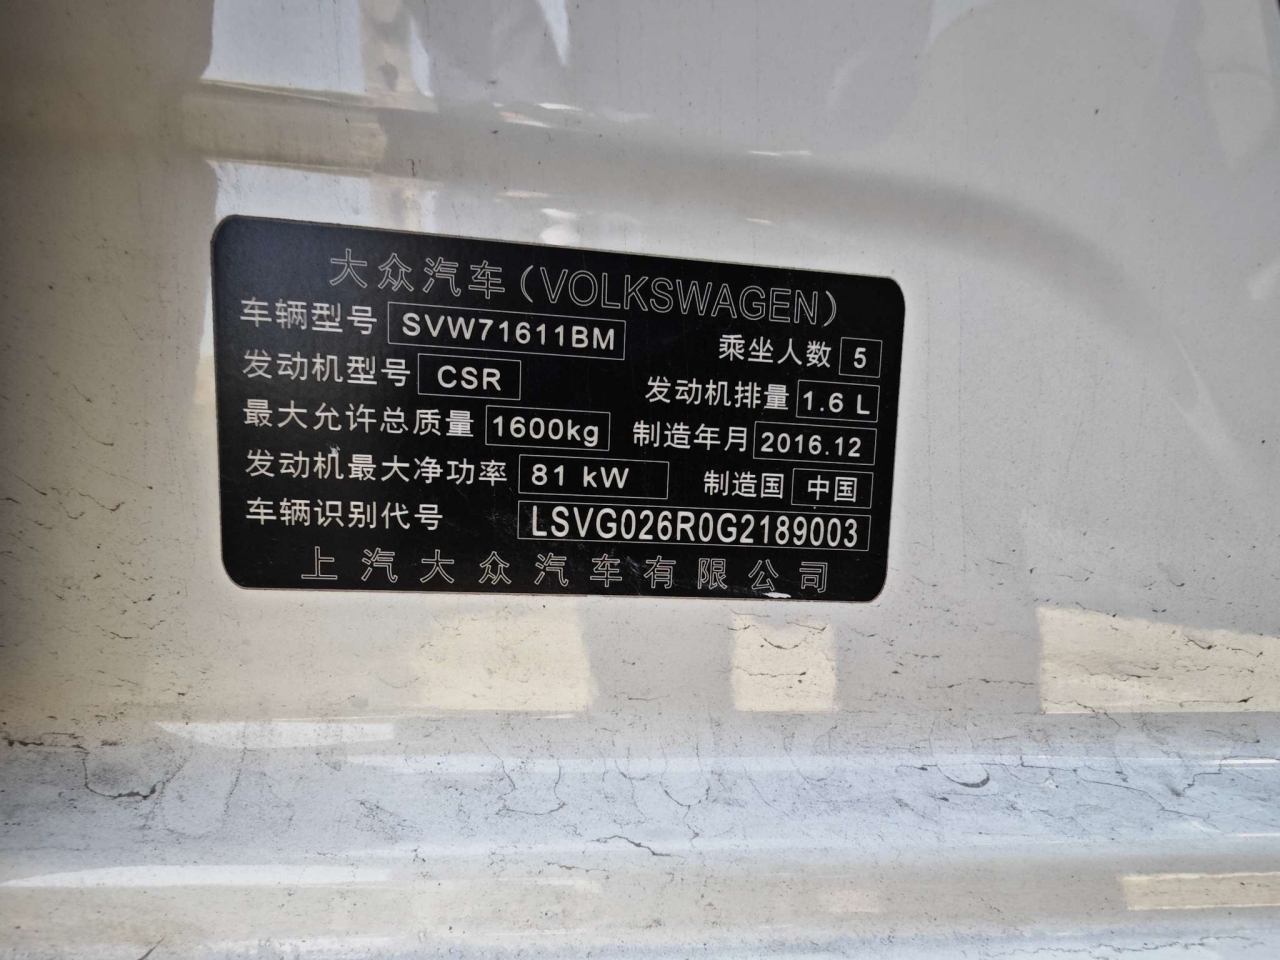 大众汽车(VOLKSWAGEN)
车辆型号 SVW71611BM 乘坐人数 5
发动机型号 CSR 发动机排量 1.6 L
最大允许总质量 1600kg 制造年月 2016.12
发动机最大净功率 81 kW 制造国 中国
车辆识别代号 LSVG026R0G2189003
上汽大众汽车有限公司